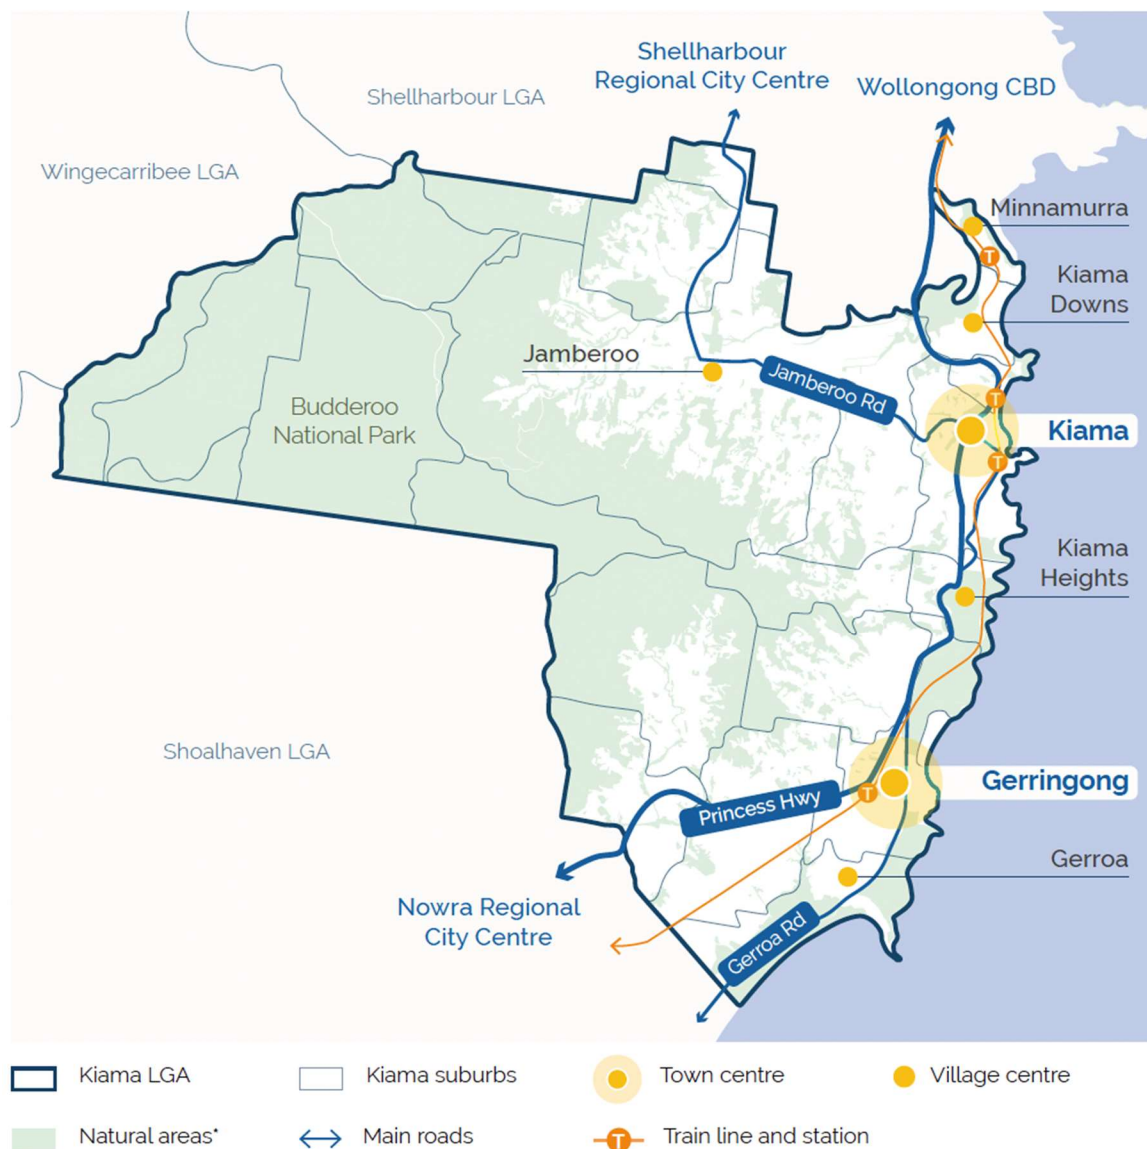 Shellharbour
Regional City Centre
Wollongong CBD
Shellharbour LGA
Wingecarribee LGA
Minnamurra
Kiama
Downs
Jamberoo
Jamberoo Rd
Budderoo
National Park
Kiama
Kiama
Heights
Shoalhaven LGA
Gerringong
Princess Hwy
Gerroa
Nowra Regional
City Centre
Gerroa Rd
T
T
T
T
Kiama LGA
Kiama suburbs
Town centre
Village centre
Natural areas*
Main roads
T
Train line and station